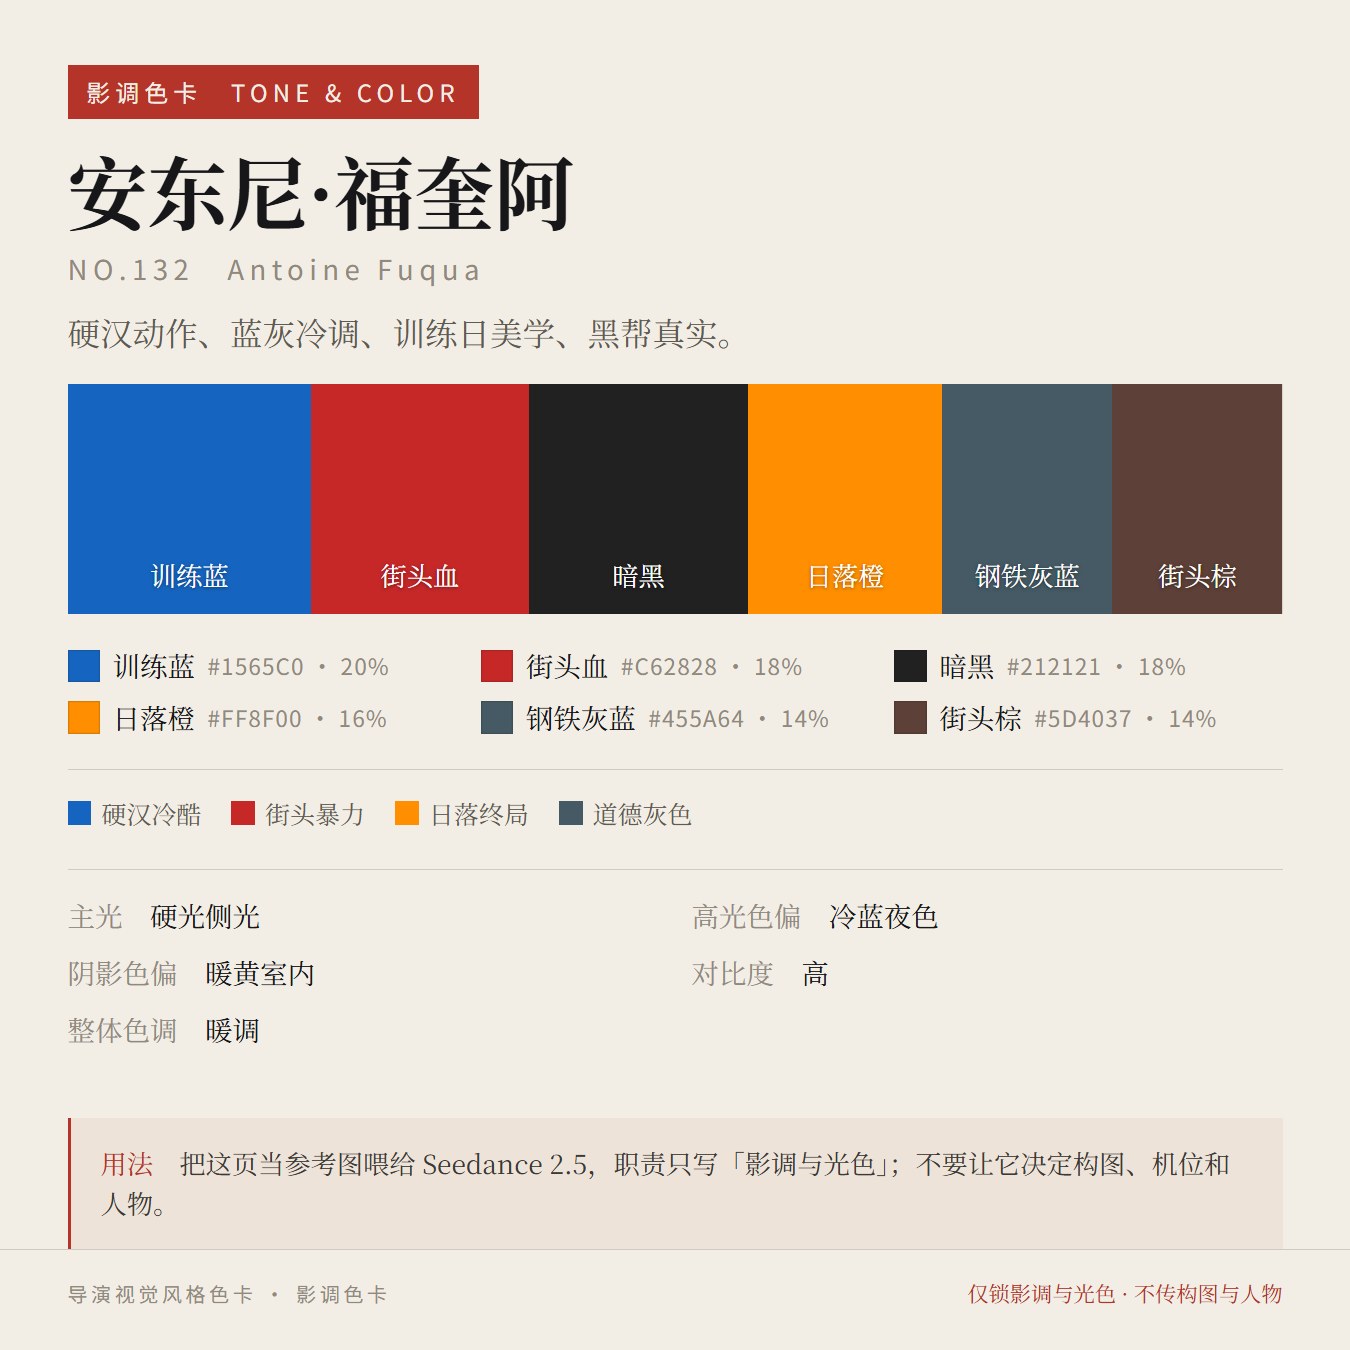 影调色卡 TONE & COLOR
安东尼·福奎阿
NO.132 Antoine Fuqua
硬汉动作、蓝灰冷调、训练日美学、黑帮真实。
训练蓝 街头血 暗黑 日落橙 钢铁灰蓝 街头棕
训练蓝 #1565C0 · 20% 街头血 #C62828 · 18% 暗黑 #212121 · 18%
日落橙 #FF8F00 · 16% 钢铁灰蓝 #455A64 · 14% 街头棕 #5D4037 · 14%
硬汉冷酷 街头暴力 日落终局 道德灰色
主光 硬光侧光 高光色偏 冷蓝夜色
阴影色偏 暖黄室内 对比度 高
整体色调 暖调
用法 把这页当参考图喂给 Seedance 2.5，职责只写「影调与光色」；不要让它决定构图、机位和
人物。
导演视觉风格色卡 · 影调色卡 仅锁影调与光色 · 不传构图与人物